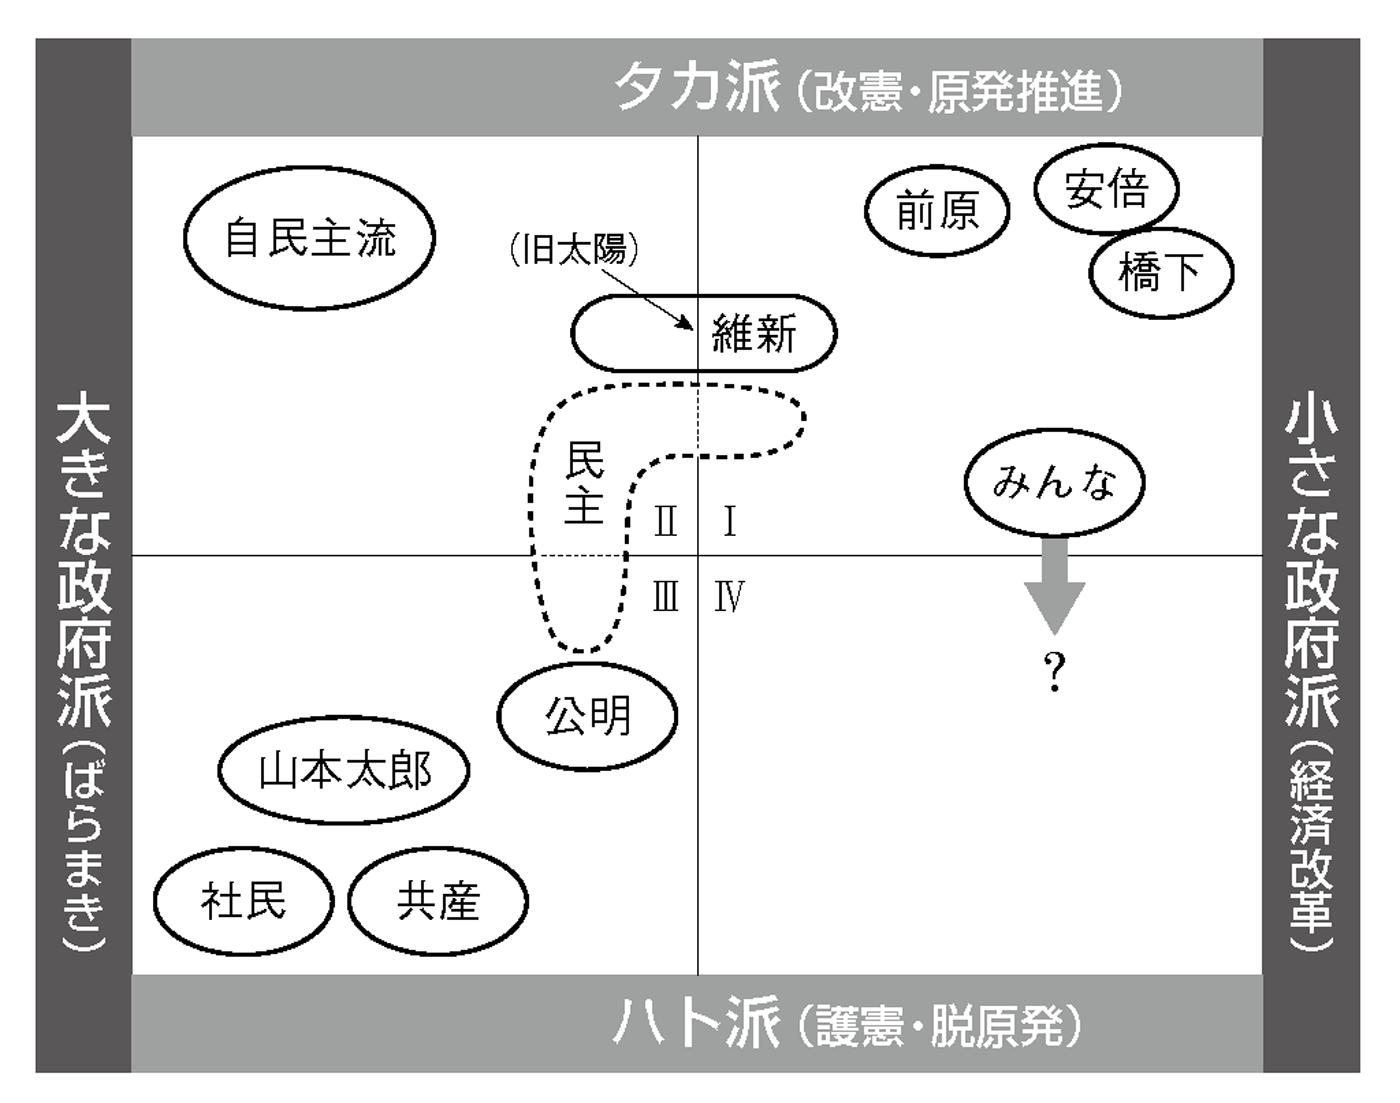 タカ派（改憲・原発推進）
大きな政府派（ばらまき）
小さな政府派（経済改革）
自民主流
前原
安倍
橋下
（旧太陽）
維新
民主
みんな
Ⅱ
Ⅰ
Ⅲ
Ⅳ
？
公明
山本太郎
社民
共産
ハト派（護憲・脱原発）